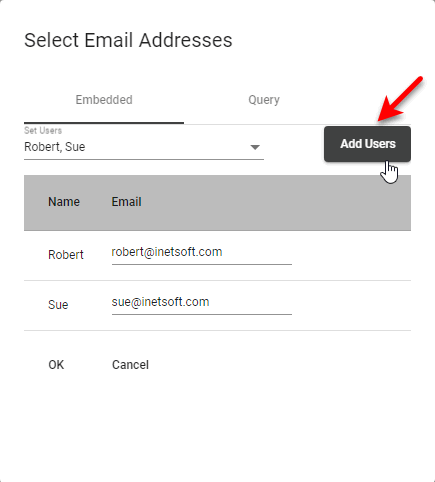 Select Email Addresses
Embedded Query
Set Users
Robert, Sue
Add Users
Name Email
Robert robert@inetsoft.com
Sue sue@inetsoft.com
OK Cancel